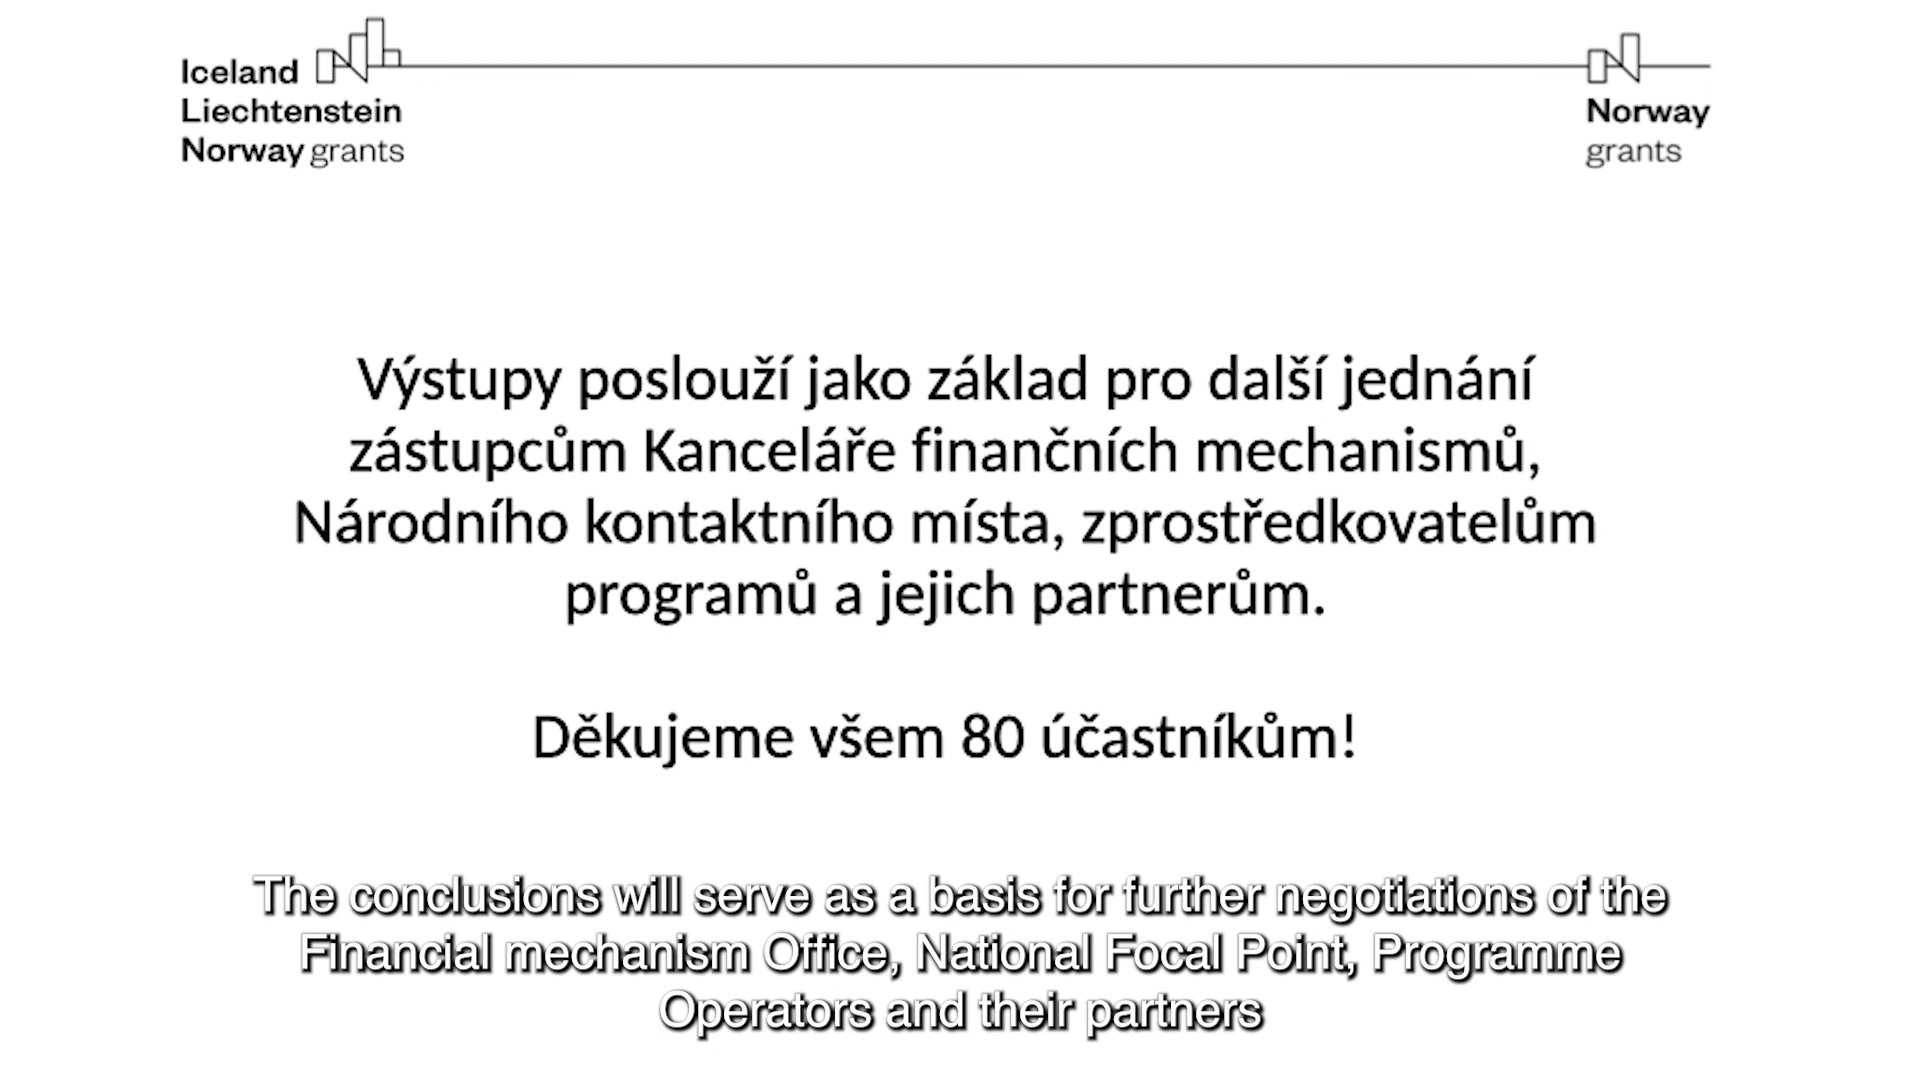 Iceland
Liechtenstein
Norway grants
Norway
grants
Výstupy poslouží jako základ pro další jednání
zástupcům Kanceláře finančních mechanismů,
Národního kontaktního místa, zprostředkovatelům
programů a jejich partnerům.
Děkujeme všem 80 účastníkům!
The conclusions will serve as a basis for further negotiations of the
Financial mechanism Office, National Focal Point, Programme
Operators and their partners